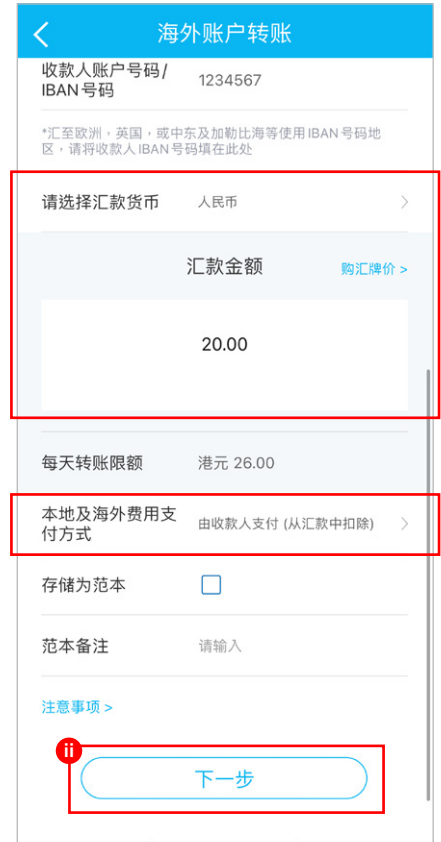 海外账户转账
收款人账户号码/
IBAN号码
1234567
*汇至欧洲，英国，或中东及加勒比海等使用IBAN号码地
区，请将收款人IBAN号码填在此处
请选择汇款货币
人民币
汇款金额
购汇牌价 >
20.00
每天转账限额
港元 26.00
本地及海外费用支
付方式
由收款人支付 (从汇款中扣除)
存储为范本
范本备注
请输入
注意事项 >
ii
下一步